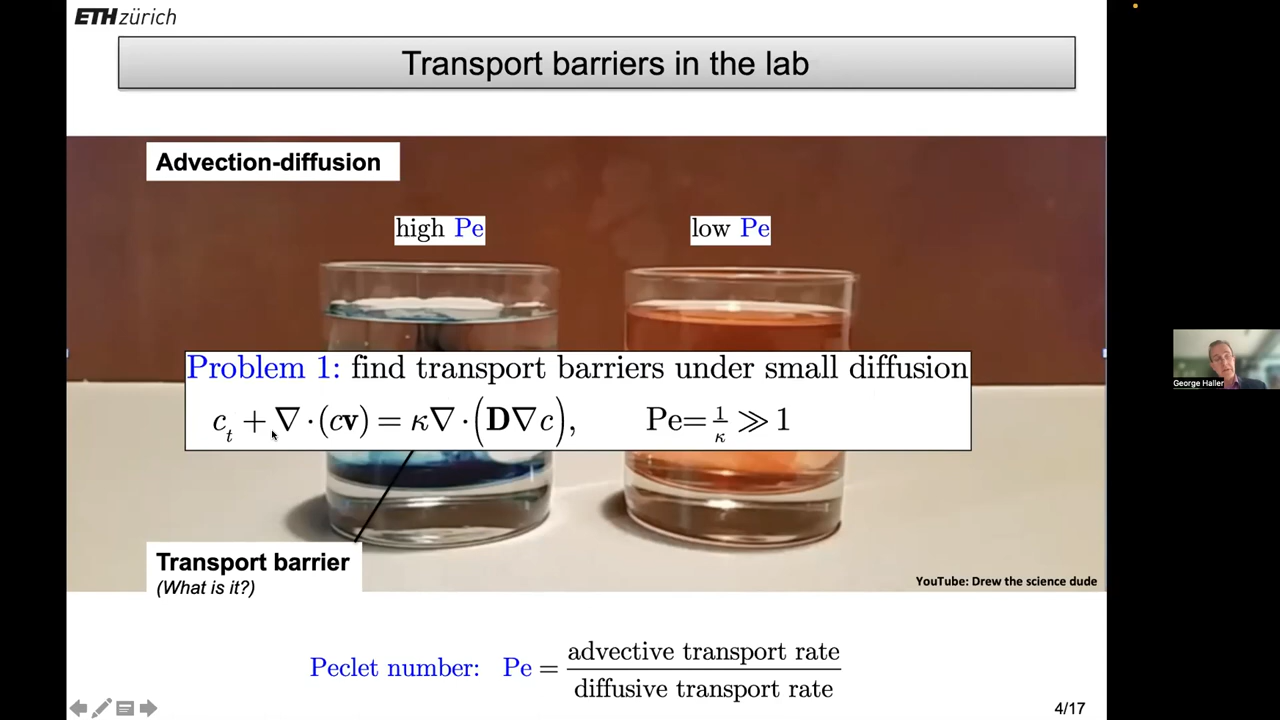 ETH zürich
Transport barriers in the lab
Advection-diffusion
high Pe
low Pe
Problem 1: find transport barriers under small diffusion
c_t + ∇ · (cv) = κ∇ · (D∇c), Pe= 1/κ ≫ 1
George Haller
Transport barrier
(What is it?)
YouTube: Drew the science dude
Peclet number: Pe = advective transport rate / diffusive transport rate
4/17